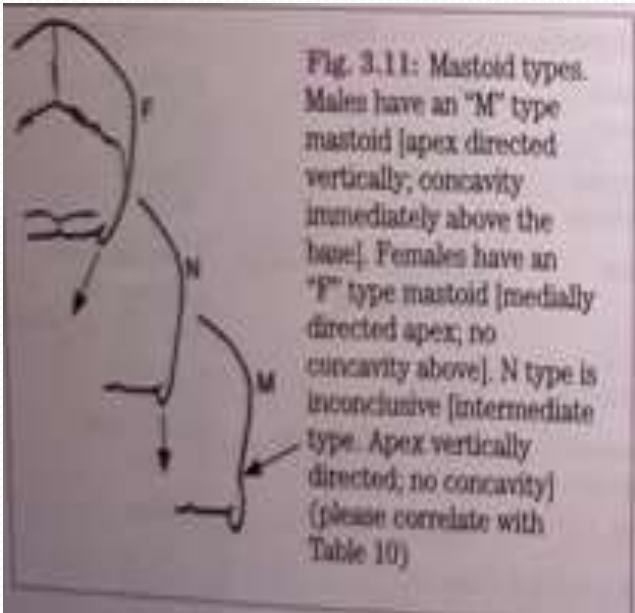 F
N
M
Fig. 3.11: Mastoid types.
Males have an "M" type
mastoid [apex directed
vertically; concavity
immediately above the
base]. Females have an
"F" type mastoid [medially
directed apex; no
concavity above]. N type is
inconclusive [intermediate
type. Apex vertically
directed; no concavity]
(please correlate with
Table 10)